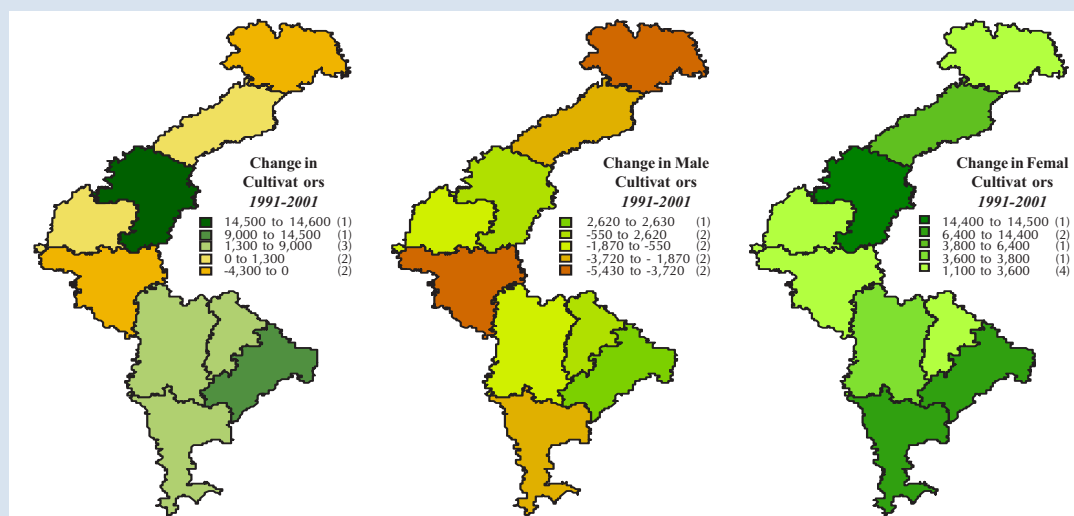 Change in
Cultivat ors
1991-2001
14,500 to 14,600 (1)
9,000 to 14,500 (1)
1,300 to 9,000 (3)
0 to 1,300 (2)
-4,300 to 0 (2)
Change in Male
Cultivat ors
1991-2001
2,620 to 2,630 (1)
-550 to 2,620 (2)
-1,870 to -550 (2)
-3,720 to - 1,870 (2)
-5,430 to -3,720 (2)
Change in Femal
Cultivat ors
1991-2001
14,400 to 14,500 (1)
6,400 to 14,400 (2)
3,800 to 6,400 (1)
3,600 to 3,800 (1)
1,100 to 3,600 (4)